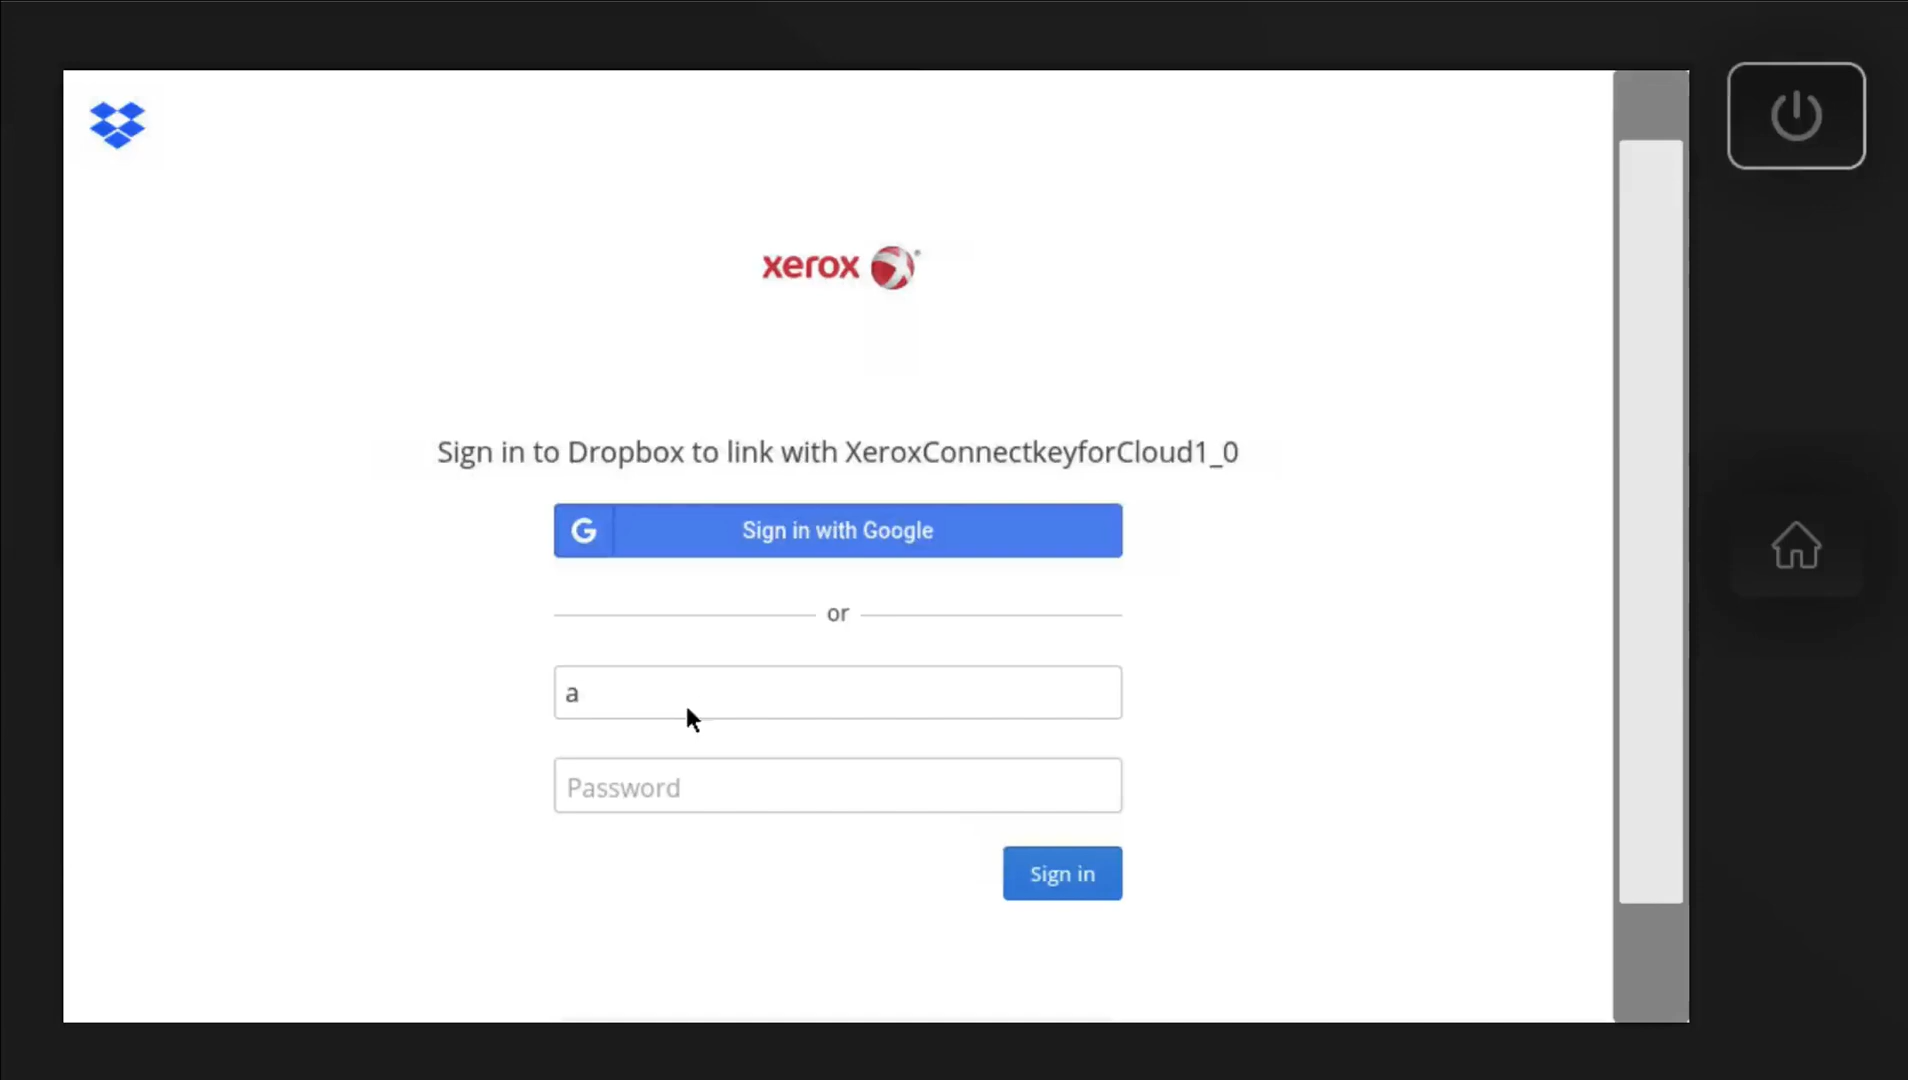 xerox
Sign in to Dropbox to link with XeroxConnectkeyforCloud1_0
G Sign in with Google
or
a
Password
Sign in